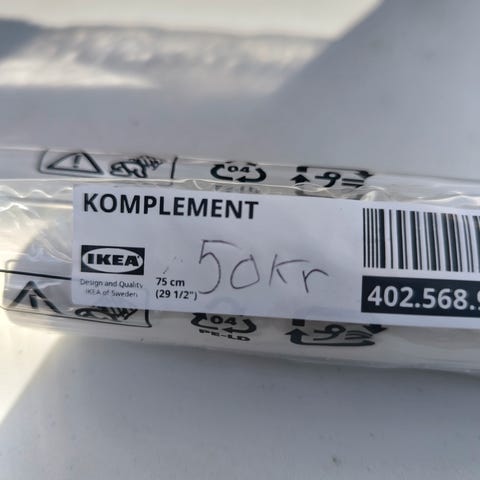 04
KOMPLEMENT
IKEA
Design and Quality
IKEA of Sweden
75 cm
(29 1/2")
50kr
402.568.
04
PE-LD